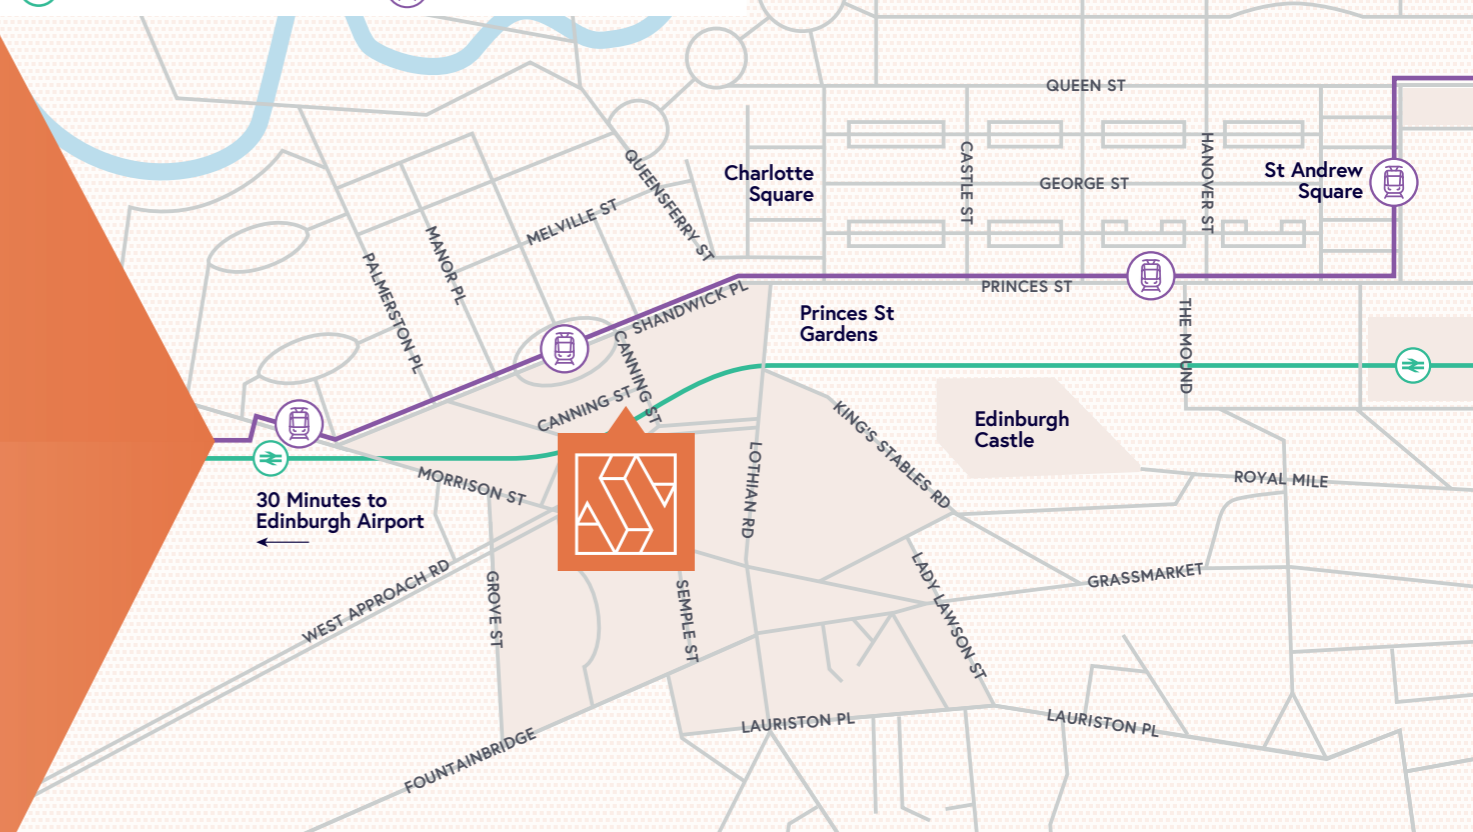 QUEEN ST
QUEENSFERRY ST
Charlotte
Square
CASTLE ST
GEORGE ST
HANOVER ST
St Andrew
Square
MELVILLE ST
MANOR PL
PALMERSTON PL
SHANDWICK PL
PRINCES ST
Princes St
Gardens
THE MOUND
CANNING ST
CANNING ST
KING'S STABLES RD
Edinburgh
Castle
LOTHIAN RD
MORRISON ST
ROYAL MILE
30 Minutes to
Edinburgh Airport
WEST APPROACH RD
GROVE ST
SEMPLE ST
LADY LAWSON ST
GRASSMARKET
LAURISTON PL
LAURISTON PL
FOUNTAINBRIDGE